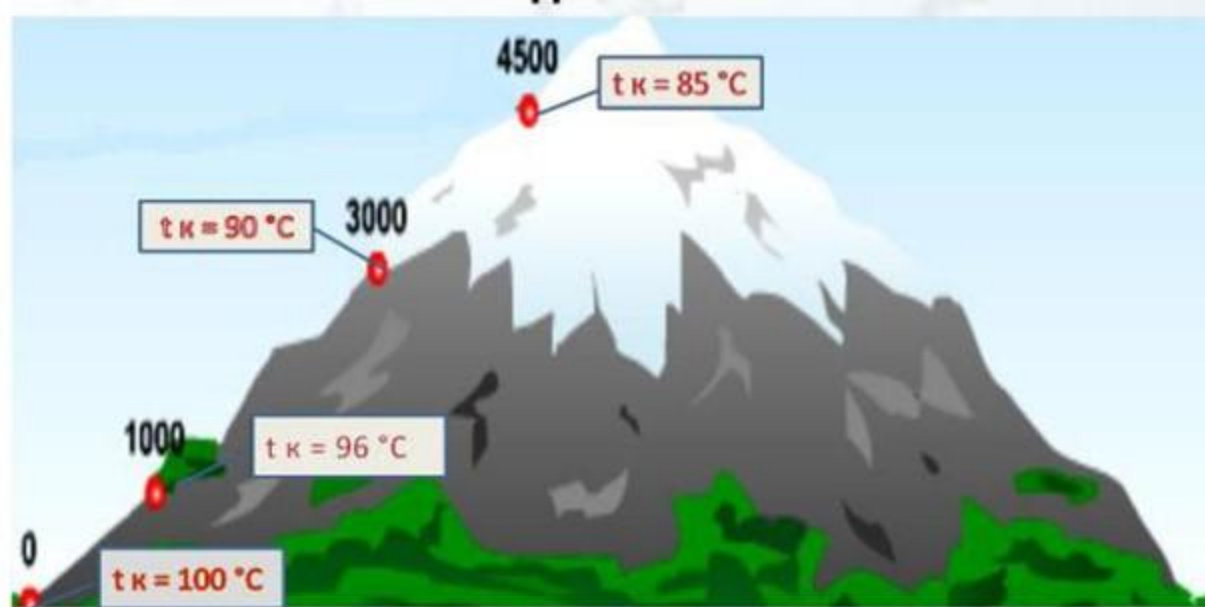 4500
t к = 85 °C
t к = 90 °C
3000
1000
t к = 96 °C
0
t к = 100 °C